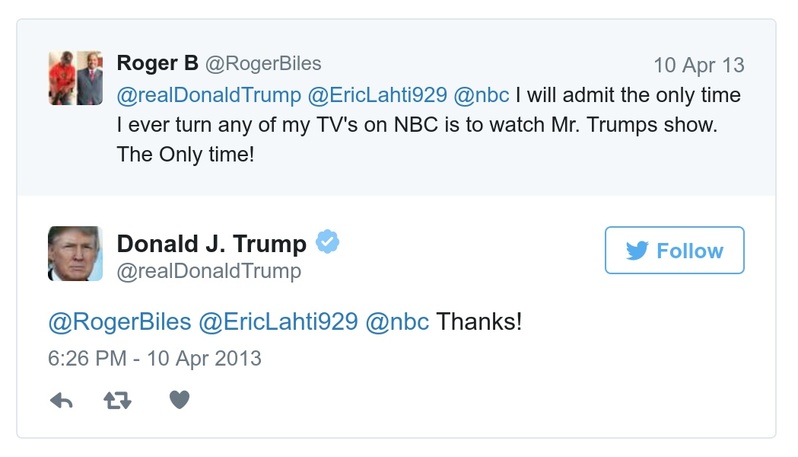 Roger B @RogerBiles 10 Apr 13
@realDonaldTrump @EricLahti929 @nbc I will admit the only time
I ever turn any of my TV's on NBC is to watch Mr. Trumps show.
The Only time!
Donald J. Trump
@realDonaldTrump
Follow
@RogerBiles @EricLahti929 @nbc Thanks!
6:26 PM - 10 Apr 2013